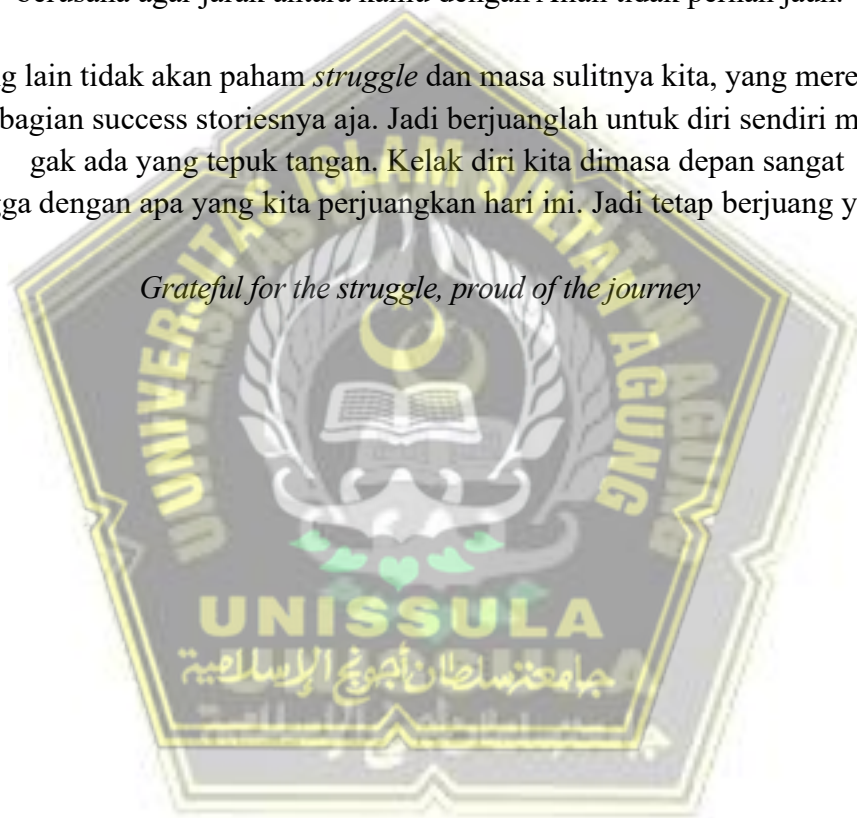 berusaha agar jarak antara kamu dengan Allah tidak pernah jauh.
g lain tidak akan paham struggle dan masa sulitnya kita, yang mere
bagian success storiesnya aja. Jadi berjuanglah untuk diri sendiri m
gak ada yang tepuk tangan. Kelak diri kita dimasa depan sangat
gga dengan apa yang kita perjuangkan hari ini. Jadi tetap berjuang y
Grateful for the struggle, proud of the journey
UNIVERSITAS ISLAM SULTAN AGUNG
UNISSULA
جامعة سلطان أجونج الإسلامية